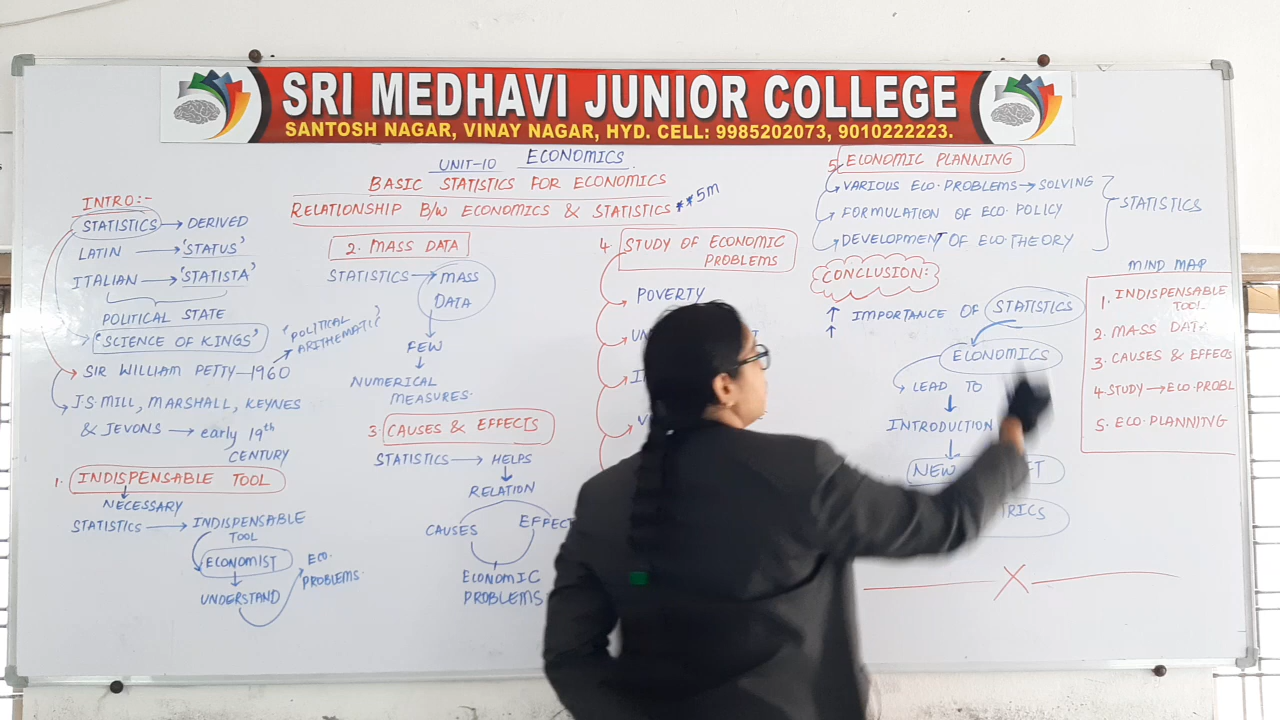 SRI MEDHAVI JUNIOR COLLEGE
SANTOSH NAGAR, VINAY NAGAR, HYD. CELL: 9985202073, 9010222223.
UNIT-10 ECONOMICS
BASIC STATISTICS FOR ECONOMICS
RELATIONSHIP B/W ECONOMICS & STATISTICS **5M
INTRO:-
STATISTICS → DERIVED
LATIN → 'STATUS'
ITALIAN → 'STATISTA'
POLITICAL STATE
'SCIENCE OF KINGS'
SIR WILLIAM PETTY-1960
'POLITICAL
ARITHEMATIC'
J.S. MILL, MARSHALL, KEYNES
& JEVONS → early 19th
CENTURY
1. INDISPENSABLE TOOL
NECESSARY
STATISTICS → INDISPENSABLE
TOOL
ECONOMIST
UNDERSTAND
ECO.
PROBLEMS.
2. MASS DATA
STATISTICS → MASS
DATA
FEW
NUMERICAL
MEASURES.
3. CAUSES & EFFECTS
STATISTICS → HELPS
RELATION
CAUSES EFFECT
ECONOMIC
PROBLEMS
4. STUDY OF ECONOMIC
PROBLEMS
POVERTY
5. ECONOMIC PLANNING
VARIOUS ECO. PROBLEMS → SOLVING
FORMULATION OF ECO. POLICY
DEVELOPMENT OF ECO. THEORY
STATISTICS
CONCLUSION:
↑ IMPORTANCE OF STATISTICS
↑
ECONOMICS
LEAD TO
↓
INTRODUCTION
↓
NEW
MIND MAP
1. INDISPENSABLE
TOOL
2. MASS DATA
3. CAUSES & EFFECS
4 STUDY → ECO. PROBL
5. ECO. PLANNING
X